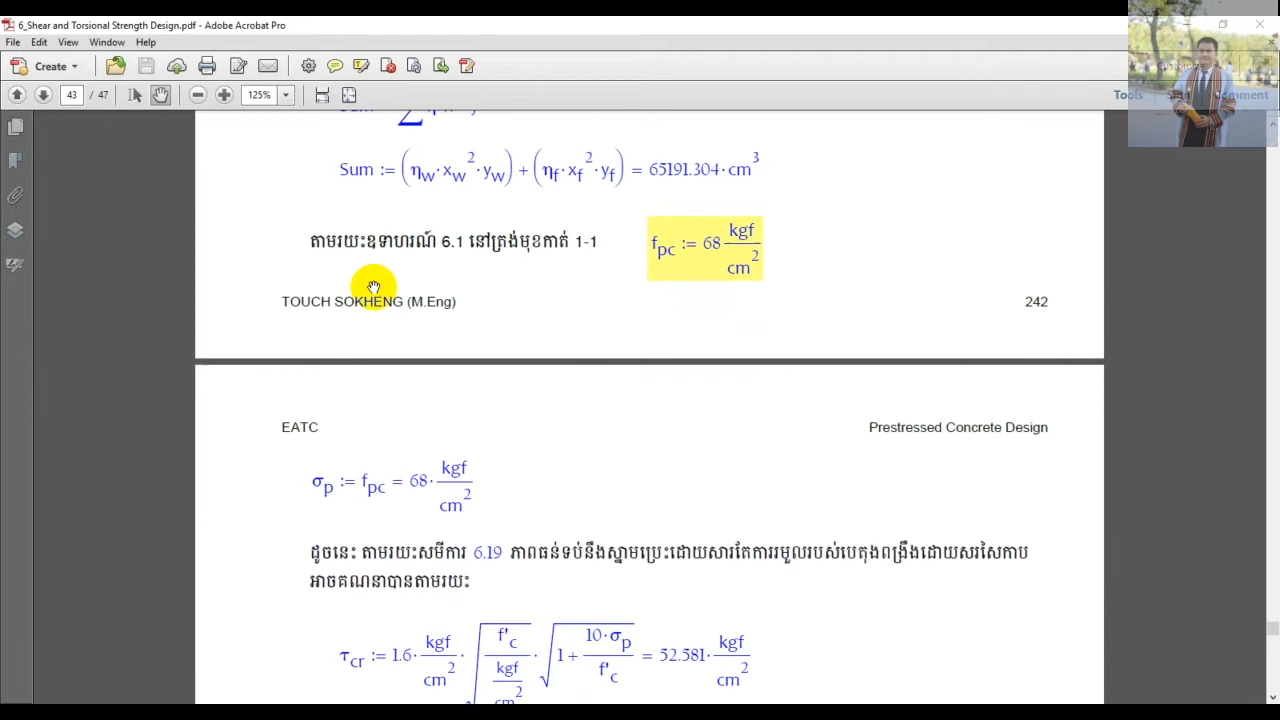 6_Shear and Torsional Strength Design.pdf - Adobe Acrobat Pro
File Edit View Window Help
Create
43 / 47 125%
Tools Comment
Sum := (ηw·xw²·yw) + (ηf·xf²·yf) = 65191.304·cm³
តាមរយះឧទាហរណ៍ 6.1 នៅត្រង់មុខកាត់ 1-1 fpc := 68 kgf/cm²
TOUCH SOKHENG (M.Eng) 242
EATC Prestressed Concrete Design
σp := fpc = 68· kgf/cm²
ដូចនេះ តាមរយះសមីការ 6.19 ភាពធន់ទប់នឹងស្នាមប្រេះដោយសារតែការរមួលរបស់បេតុងពង្រឹងដោយសរសៃកាប
អាចគណនាបានតាមរយះ
τcr := 1.6· kgf/cm² · √(f'c / (kgf/cm²)) · √(1 + 10·σp / f'c) = 52.581· kgf/cm²